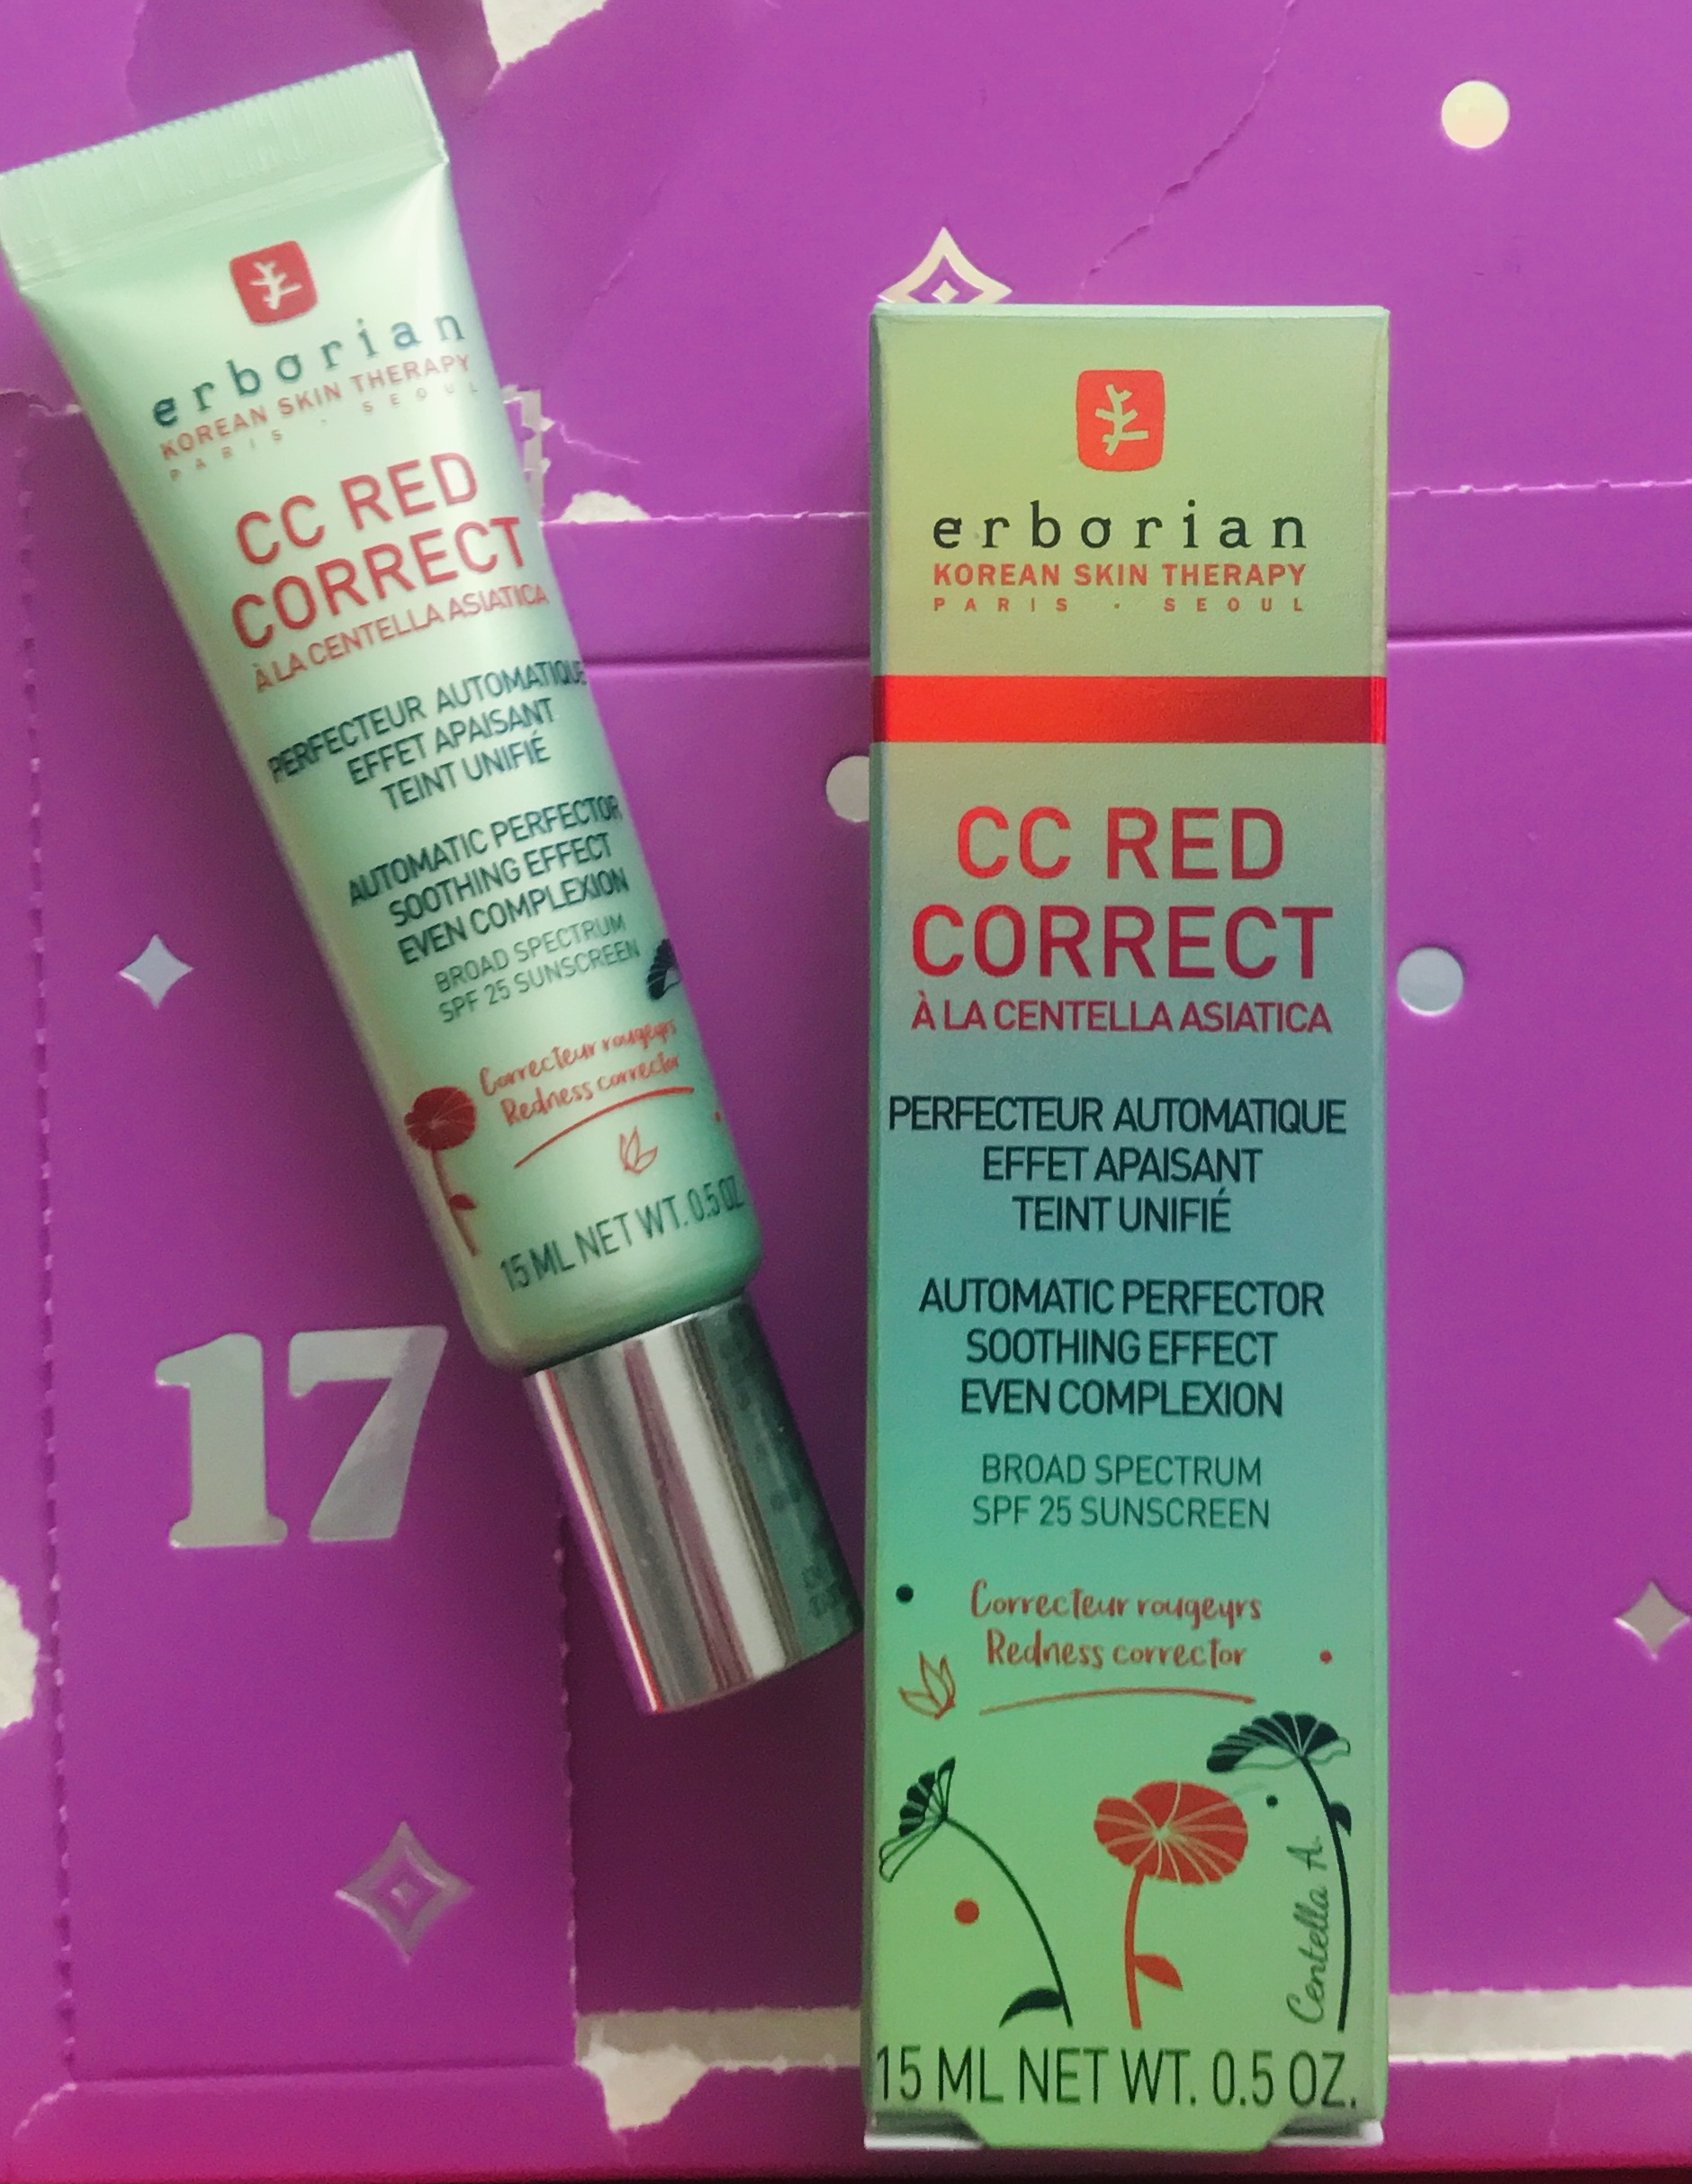 erborian
KOREAN SKIN THERAPY
PARIS · SEOUL
CC RED
CORRECT
À LA CENTELLA ASIATICA
PERFECTEUR AUTOMATIQUE
EFFET APAISANT
TEINT UNIFIÉ
AUTOMATIC PERFECTOR
SOOTHING EFFECT
EVEN COMPLEXION
BROAD SPECTRUM
SPF 25 SUNSCREEN
Correcteur rougeurs
Redness corrector
15 ML NET WT. 0.5 OZ.
17
erborian
KOREAN SKIN THERAPY
PARIS · SEOUL
CC RED
CORRECT
À LA CENTELLA ASIATICA
PERFECTEUR AUTOMATIQUE
EFFET APAISANT
TEINT UNIFIÉ
AUTOMATIC PERFECTOR
SOOTHING EFFECT
EVEN COMPLEXION
BROAD SPECTRUM
SPF 25 SUNSCREEN
Correcteur rougeurs
Redness corrector
Centella A.
15 ML NET WT. 0.5 OZ.